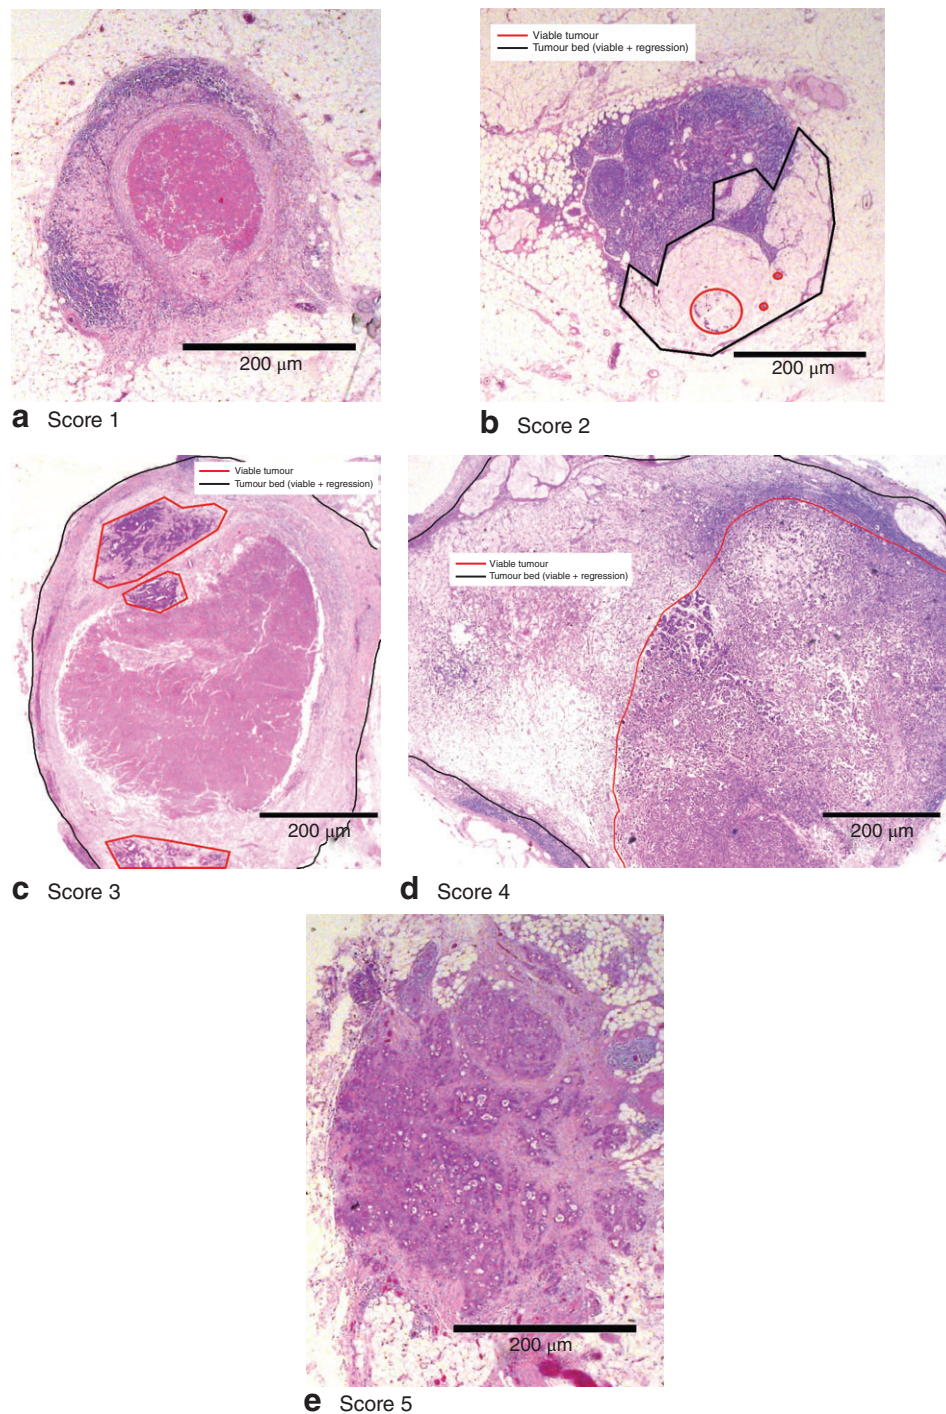 Viable tumour
Tumour bed (viable + regression)
200 μm
200 μm
a Score 1
b Score 2
Viable tumour
Tumour bed (viable + regression)
Viable tumour
Tumour bed (viable + regression)
200 μm
200 μm
c Score 3
d Score 4
200 μm
e Score 5